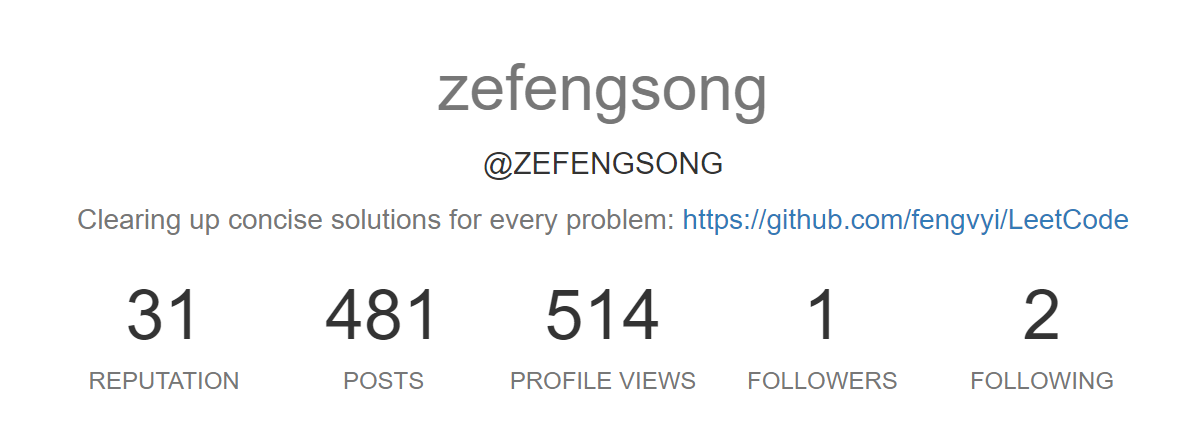 zefengsong
@ZEFENGSONG
Clearing up concise solutions for every problem: https://github.com/fengvyi/LeetCode
31 481 514 1 2
REPUTATION POSTS PROFILE VIEWS FOLLOWERS FOLLOWING